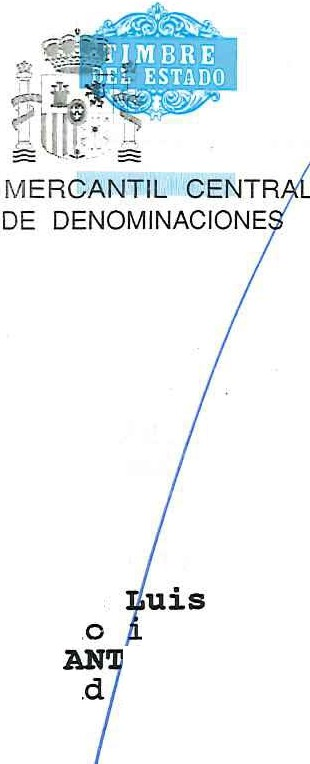 TIMBRE
DEL ESTADO
MERCANTIL CENTRAL
DE DENOMINACIONES
Luis
o i
ANT
d